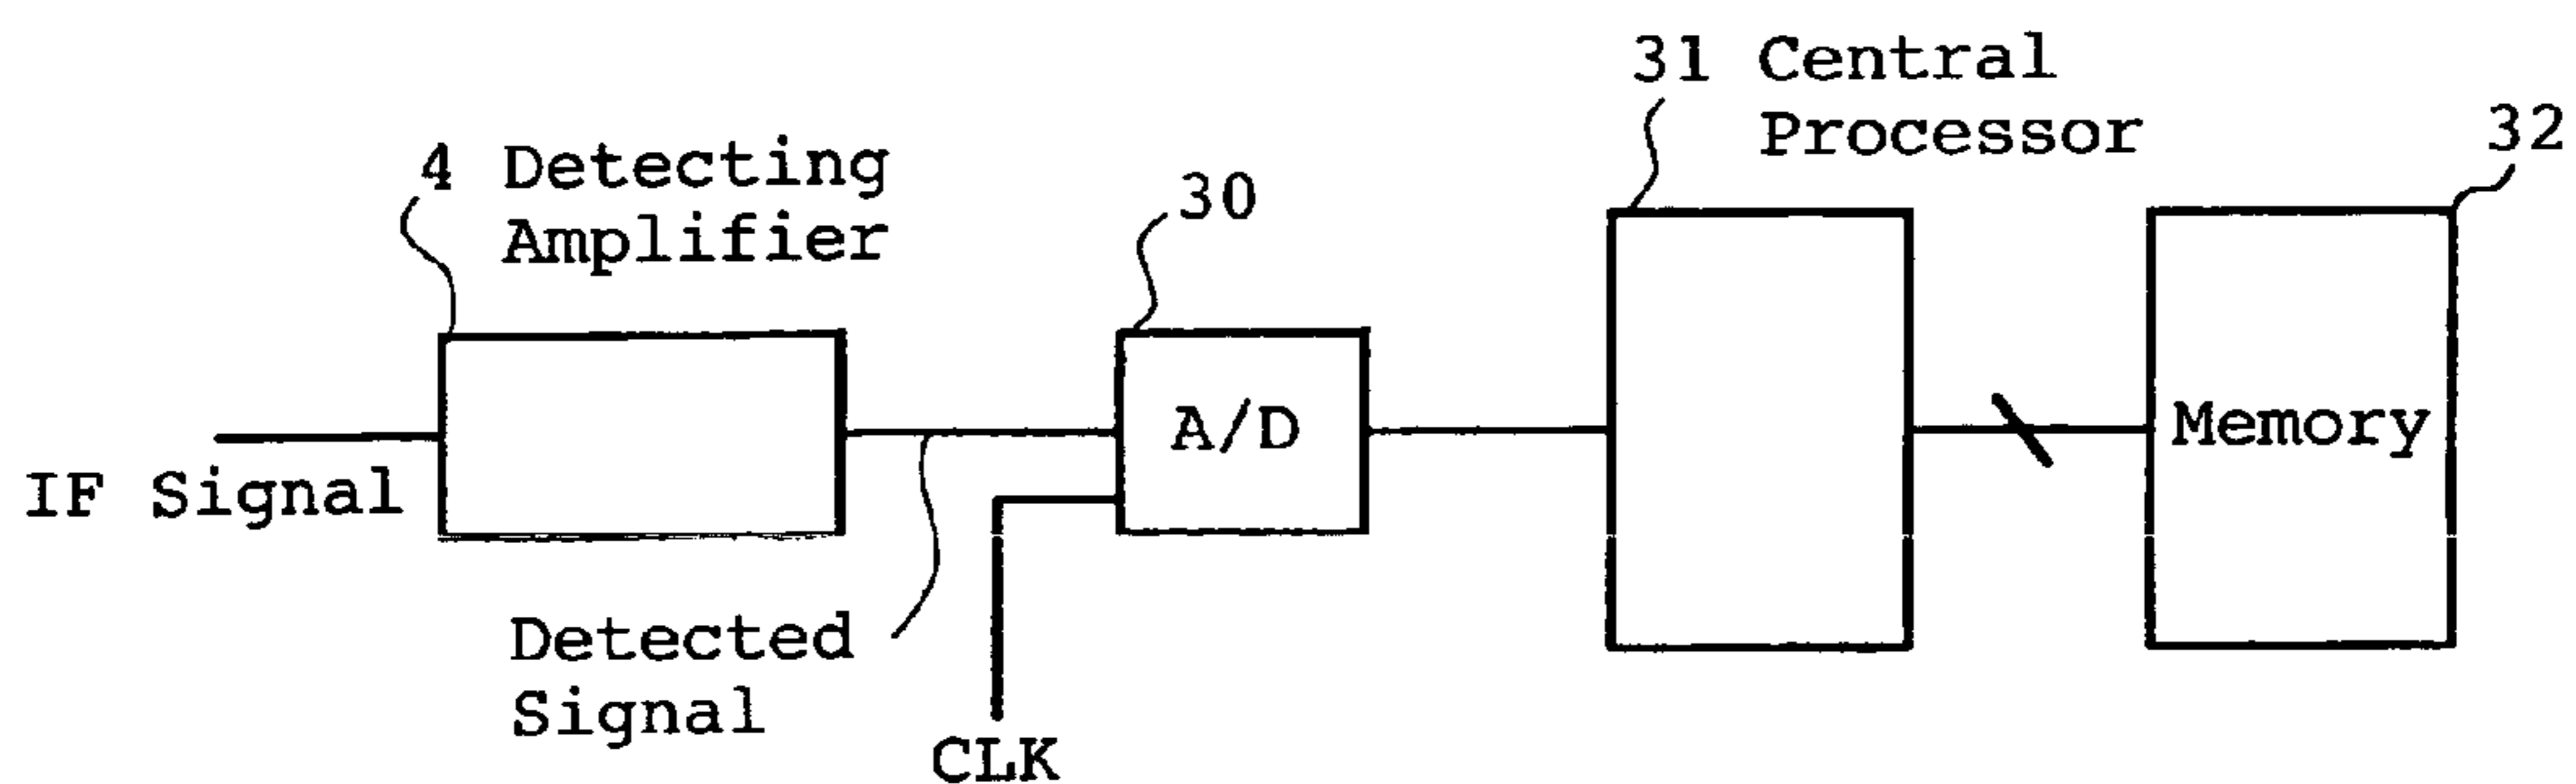 31 Central
Processor
32
4 Detecting
Amplifier
30
A/D
Memory
IF Signal
Detected
Signal
CLK